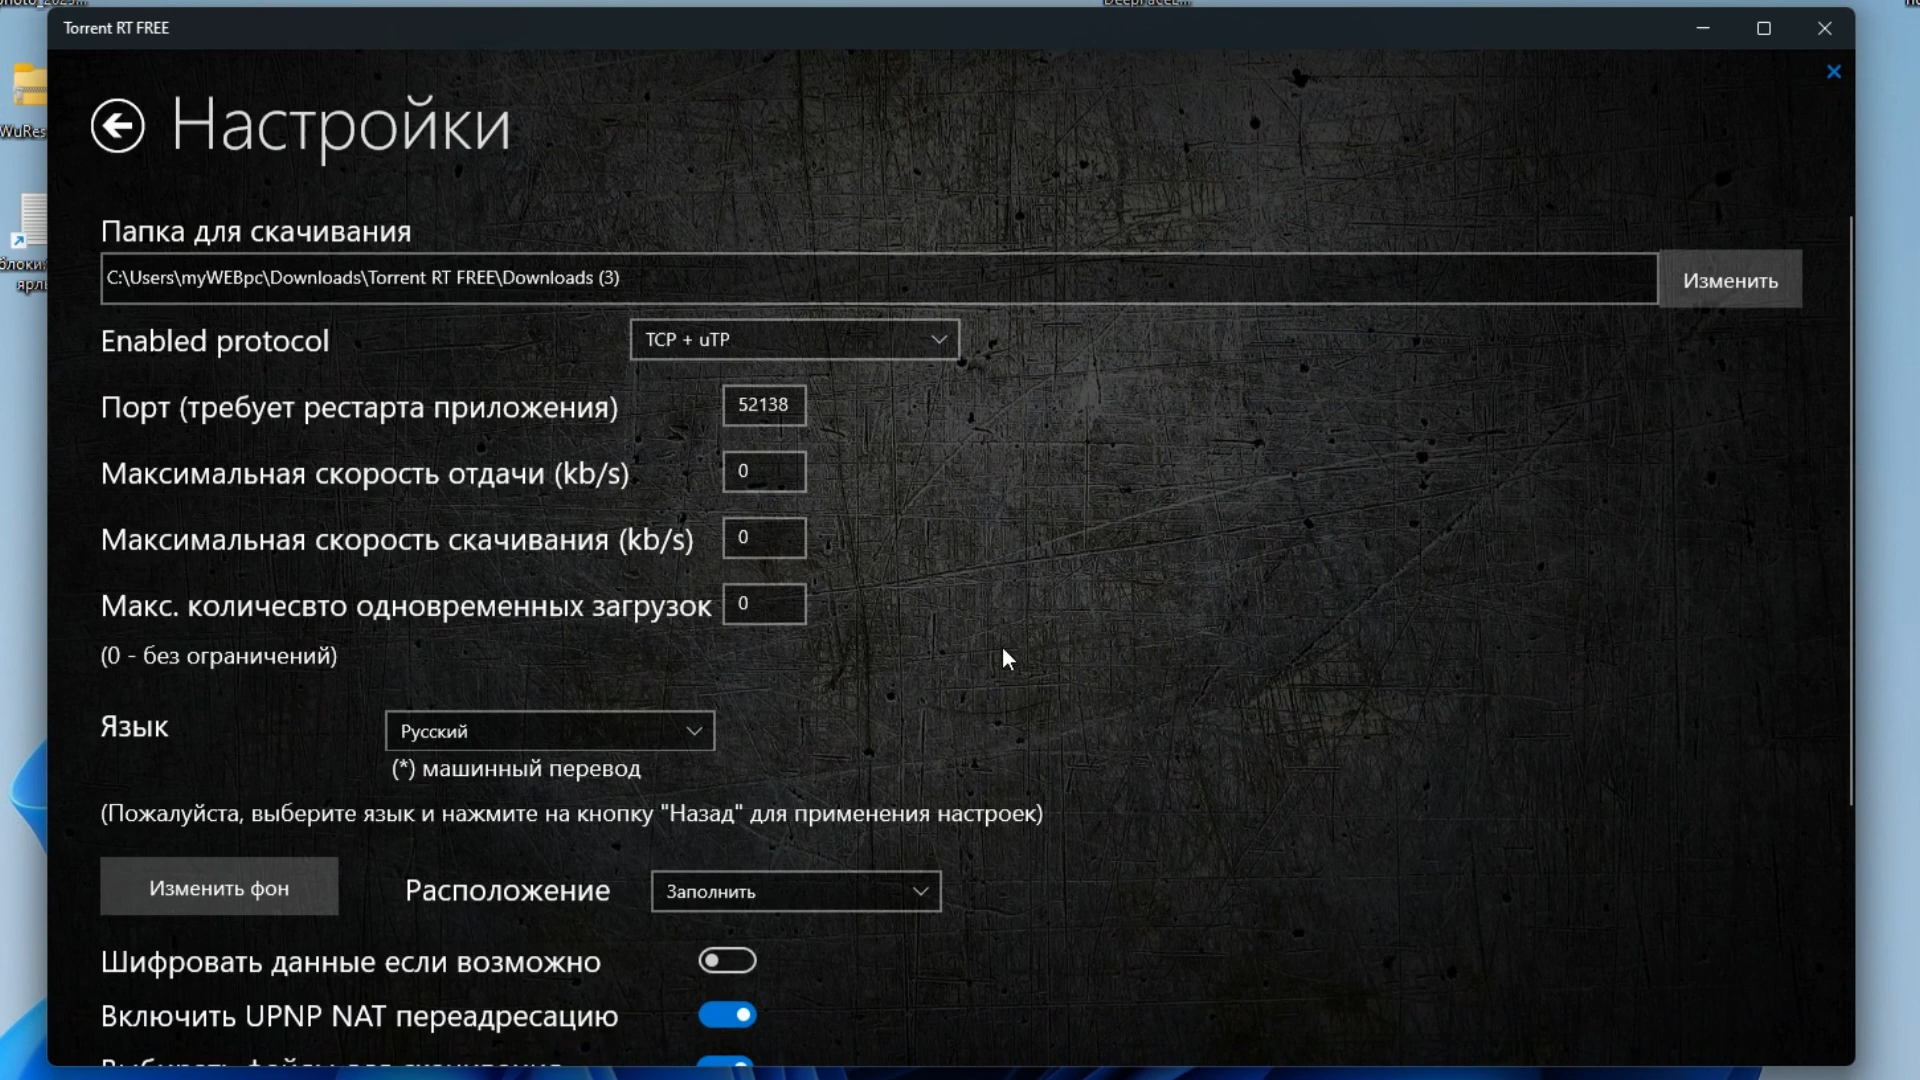 Torrent RT FREE
Настройки
WuRes
Папка для скачивания
C:\Users\myWEBpc\Downloads\Torrent RT FREE\Downloads (3)
Изменить
Enabled protocol
TCP + uTP
Порт (требует рестарта приложения)
52138
Максимальная скорость отдачи (kb/s)
0
Максимальная скорость скачивания (kb/s)
0
Макс. количесвто одновременных загрузок
0
(0 - без ограничений)
Язык
Русский
(*) машинный перевод
(Пожалуйста, выберите язык и нажмите на кнопку "Назад" для применения настроек)
Изменить фон
Расположение
Заполнить
Шифровать данные если возможно
Включить UPNP NAT переадресацию